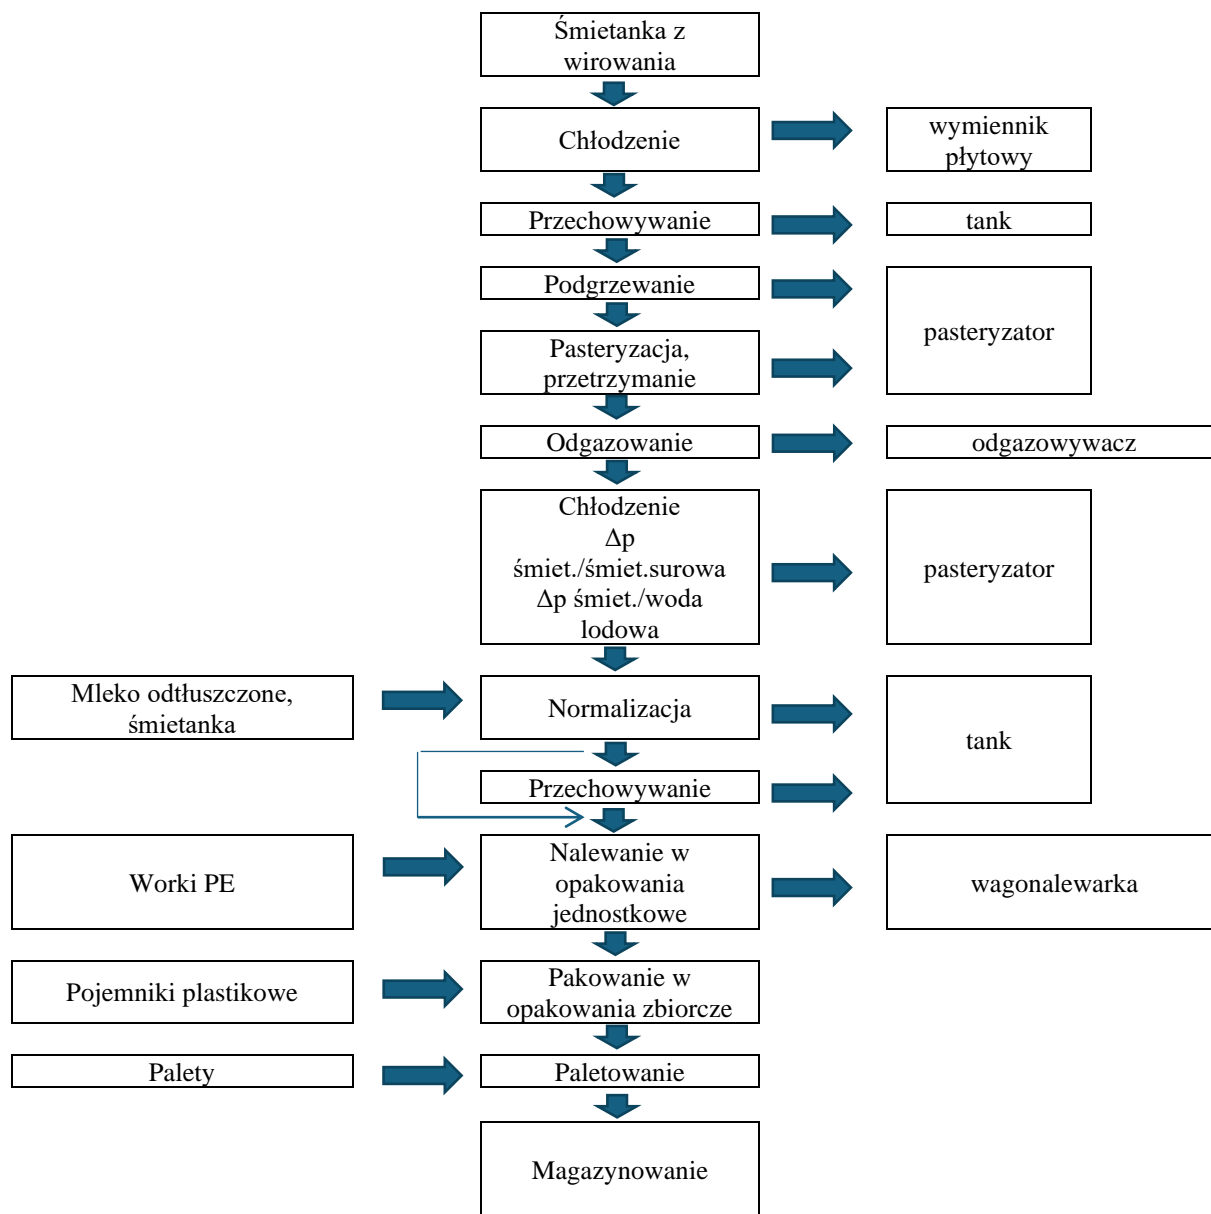 Śmietanka z
wirowania
Chłodzenie
wymiennik
płytowy
Przechowywanie
tank
Podgrzewanie
Pasteryzacja,
przetrzymanie
pasteryzator
Odgazowanie
odgazowywacz
Chłodzenie
Δp
śmiet./śmiet.surowa
Δp śmiet./woda
lodowa
pasteryzator
Mleko odtłuszczone,
śmietanka
Normalizacja
tank
Przechowywanie
Worki PE
Nalewanie w
opakowania
jednostkowe
wagonalewarka
Pojemniki plastikowe
Pakowanie w
opakowania zbiorcze
Palety
Paletowanie
Magazynowanie